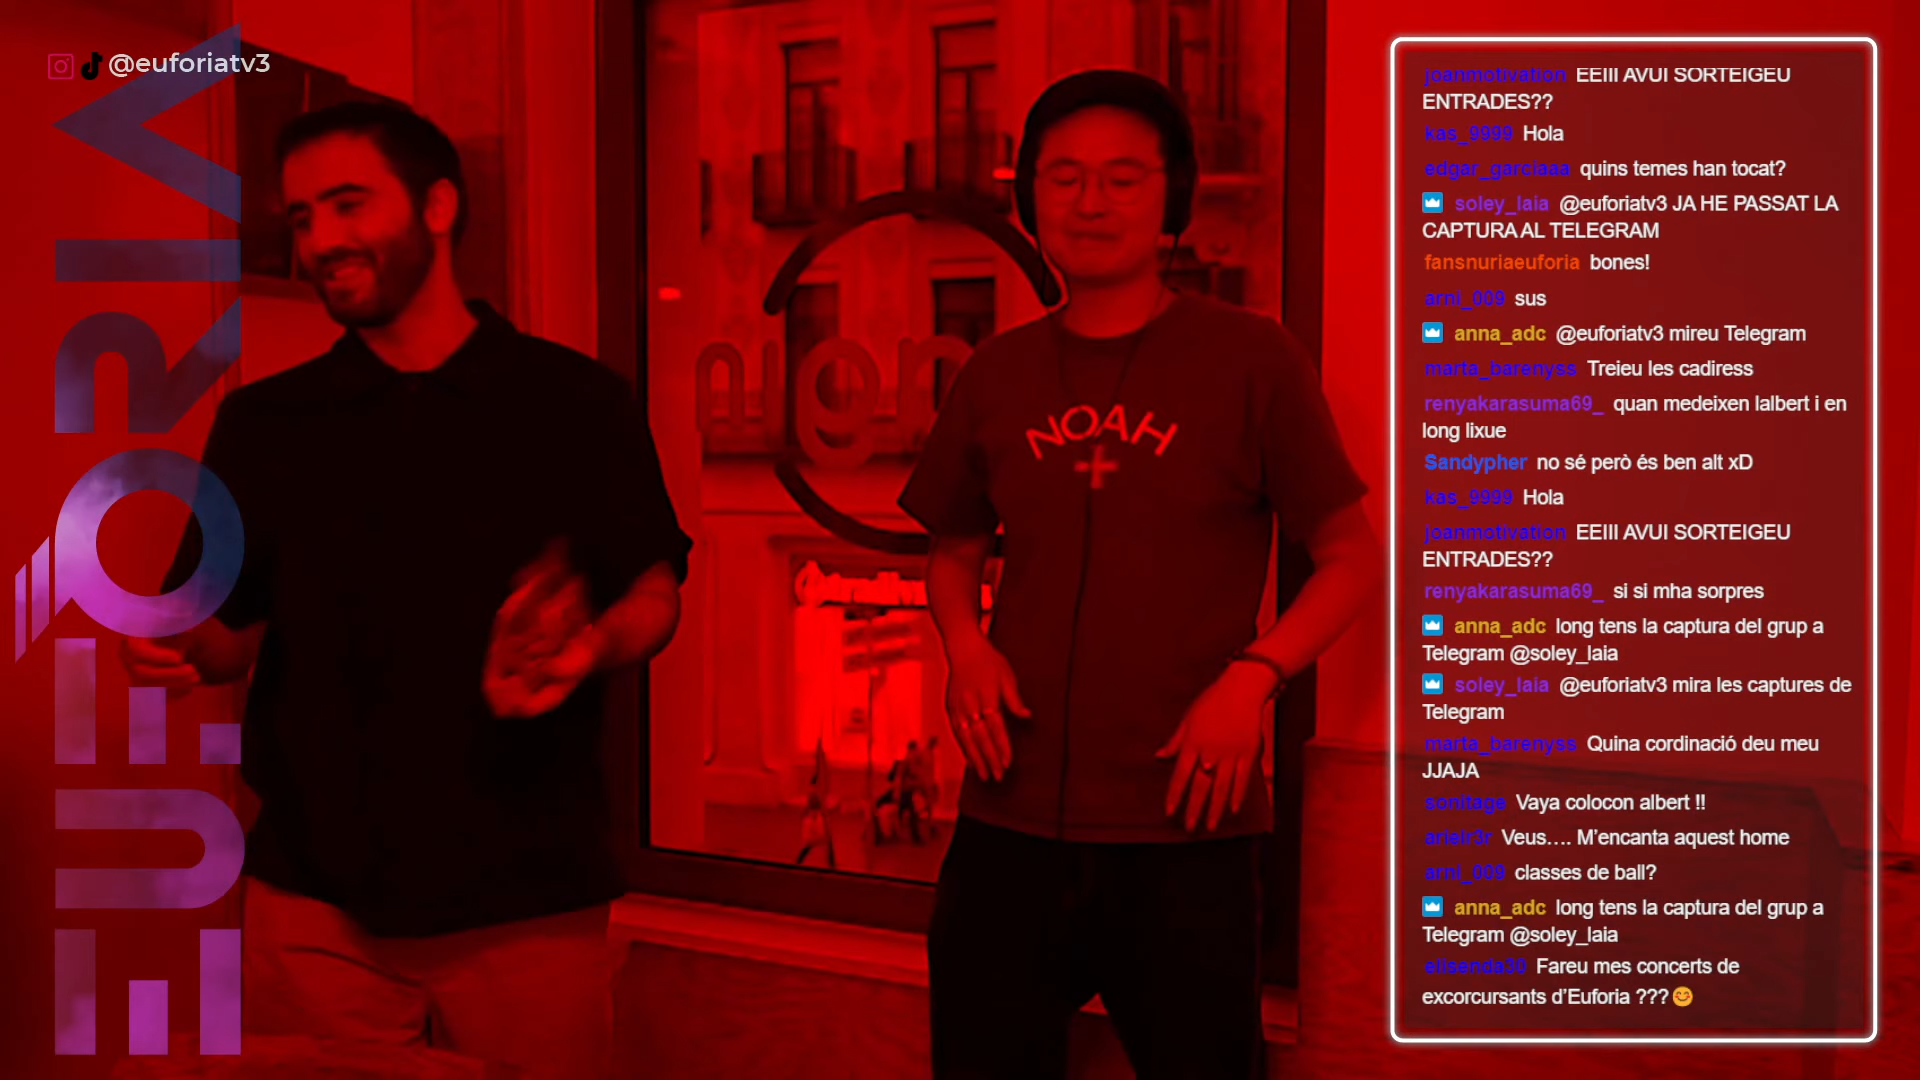 @euforiatv3
EUFORIA
NOAH
joanmotivation EEIII AVUI SORTEIGEU
ENTRADES??
kas_9999 Hola
edgar_garciaaa quins temes han tocat?
soley_laia @euforiatv3 JA HE PASSAT LA
CAPTURA AL TELEGRAM
fansnuriaeuforia bones!
arni_009 sus
anna_adc @euforiatv3 mireu Telegram
marta_barenyss Treieu les cadiress
renyakarasuma69_ quan medeixen lalbert i en
long lixue
Sandypher no sé però és ben alt xD
kas_9999 Hola
joanmotivation EEIII AVUI SORTEIGEU
ENTRADES??
renyakarasuma69_ si si mha sorpres
anna_adc long tens la captura del grup a
Telegram @soley_laia
soley_laia @euforiatv3 mira les captures de
Telegram
marta_barenyss Quina cordinació deu meu
JJAJA
sonitage Vaya colocon albert !!
arielr3r Veus…. M’encanta aquest home
arni_009 classes de ball?
anna_adc long tens la captura del grup a
Telegram @soley_laia
elisenda30 Fareu mes concerts de
excorcursants d’Euforia ???😊